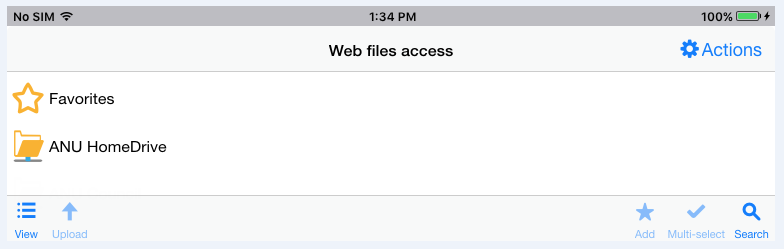 No SIM 1:34 PM 100%
Web files access Actions
Favorites
ANU HomeDrive
View Upload Add Multi-select Search